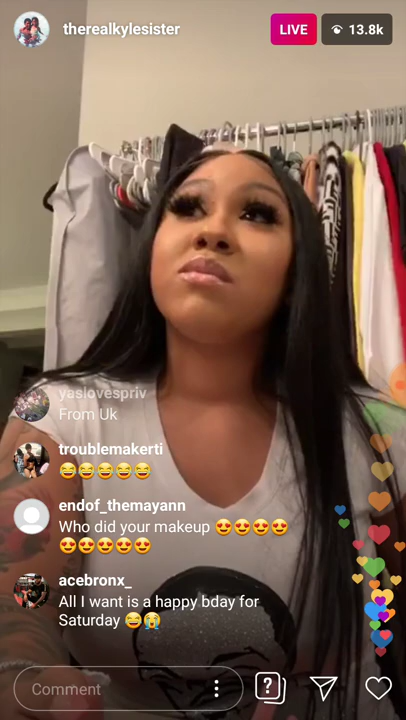 therealkylesister
LIVE
13.8k
yaslovespriv
From Uk
troublemakerti
😂😂😂😂😂
endof_themayann
Who did your makeup 😍😍😍😍
😍😍😍😍😍
acebronx_
All I want is a happy bday for
Saturday 😂😭
Comment